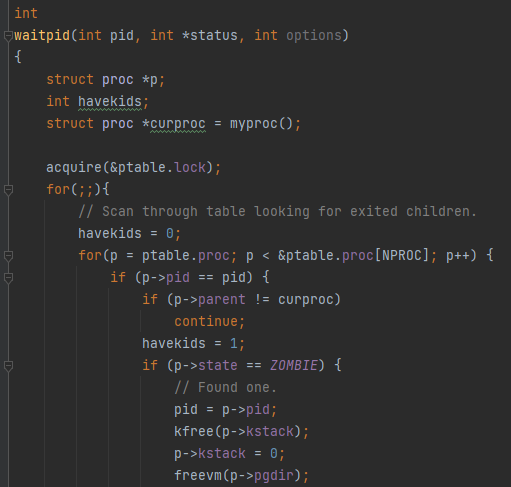 int
waitpid(int pid, int *status, int options)
{
    struct proc *p;
    int havekids;
    struct proc *curproc = myproc();

    acquire(&ptable.lock);
    for(;;){
        // Scan through table looking for exited children.
        havekids = 0;
        for(p = ptable.proc; p < &ptable.proc[NPROC]; p++) {
            if (p->pid == pid) {
                if (p->parent != curproc)
                    continue;
                havekids = 1;
                if (p->state == ZOMBIE) {
                    // Found one.
                    pid = p->pid;
                    kfree(p->kstack);
                    p->kstack = 0;
                    freevm(p->pgdir);